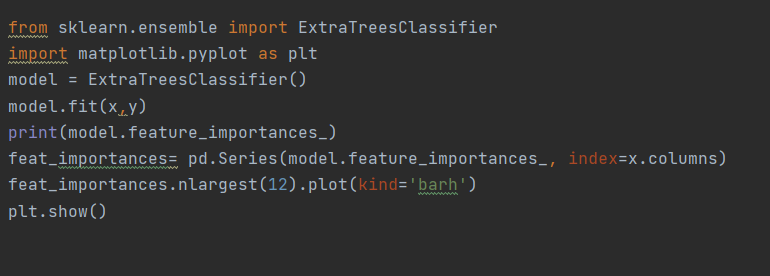 from sklearn.ensemble import ExtraTreesClassifier
import matplotlib.pyplot as plt
model = ExtraTreesClassifier()
model.fit(x,y)
print(model.feature_importances_)
feat_importances= pd.Series(model.feature_importances_, index=x.columns)
feat_importances.nlargest(12).plot(kind='barh')
plt.show()